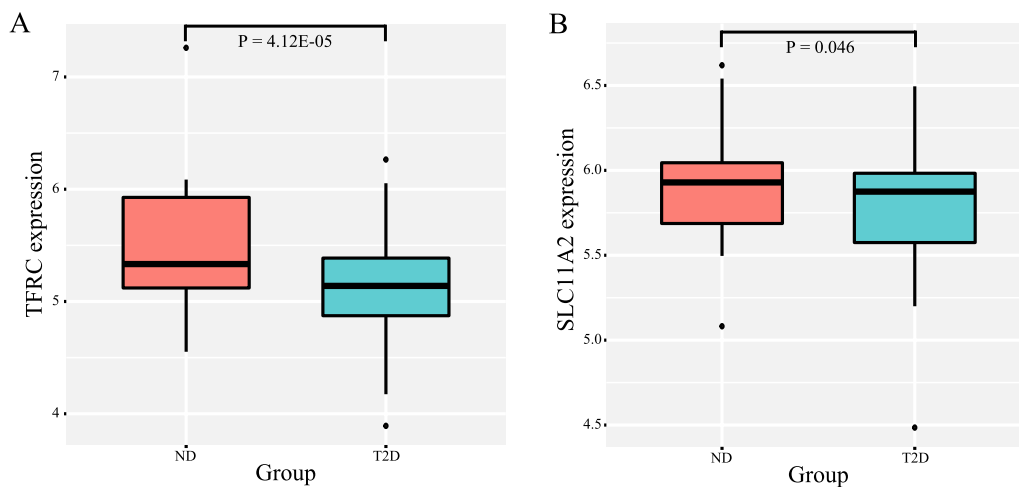 A
P = 4.12E-05
TFRC expression
7
6
5
4
ND
T2D
Group
B
P = 0.046
SLC11A2 expression
6.5
6.0
5.5
5.0
4.5
ND
T2D
Group